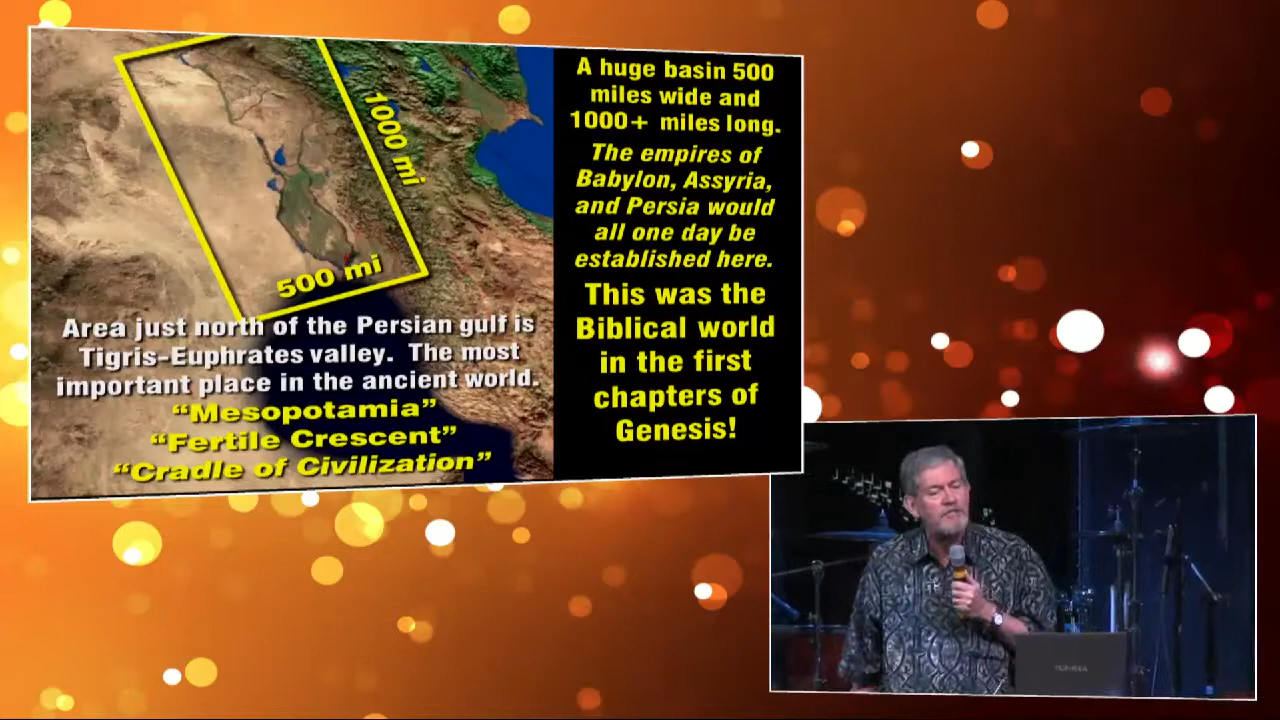 1000 mi
500 mi
Area just north of the Persian gulf is
Tigris-Euphrates valley. The most
important place in the ancient world.
"Mesopotamia"
"Fertile Crescent"
"Cradle of Civilization"
A huge basin 500
miles wide and
1000+ miles long.
The empires of
Babylon, Assyria,
and Persia would
all one day be
established here.
This was the
Biblical world
in the first
chapters of
Genesis!